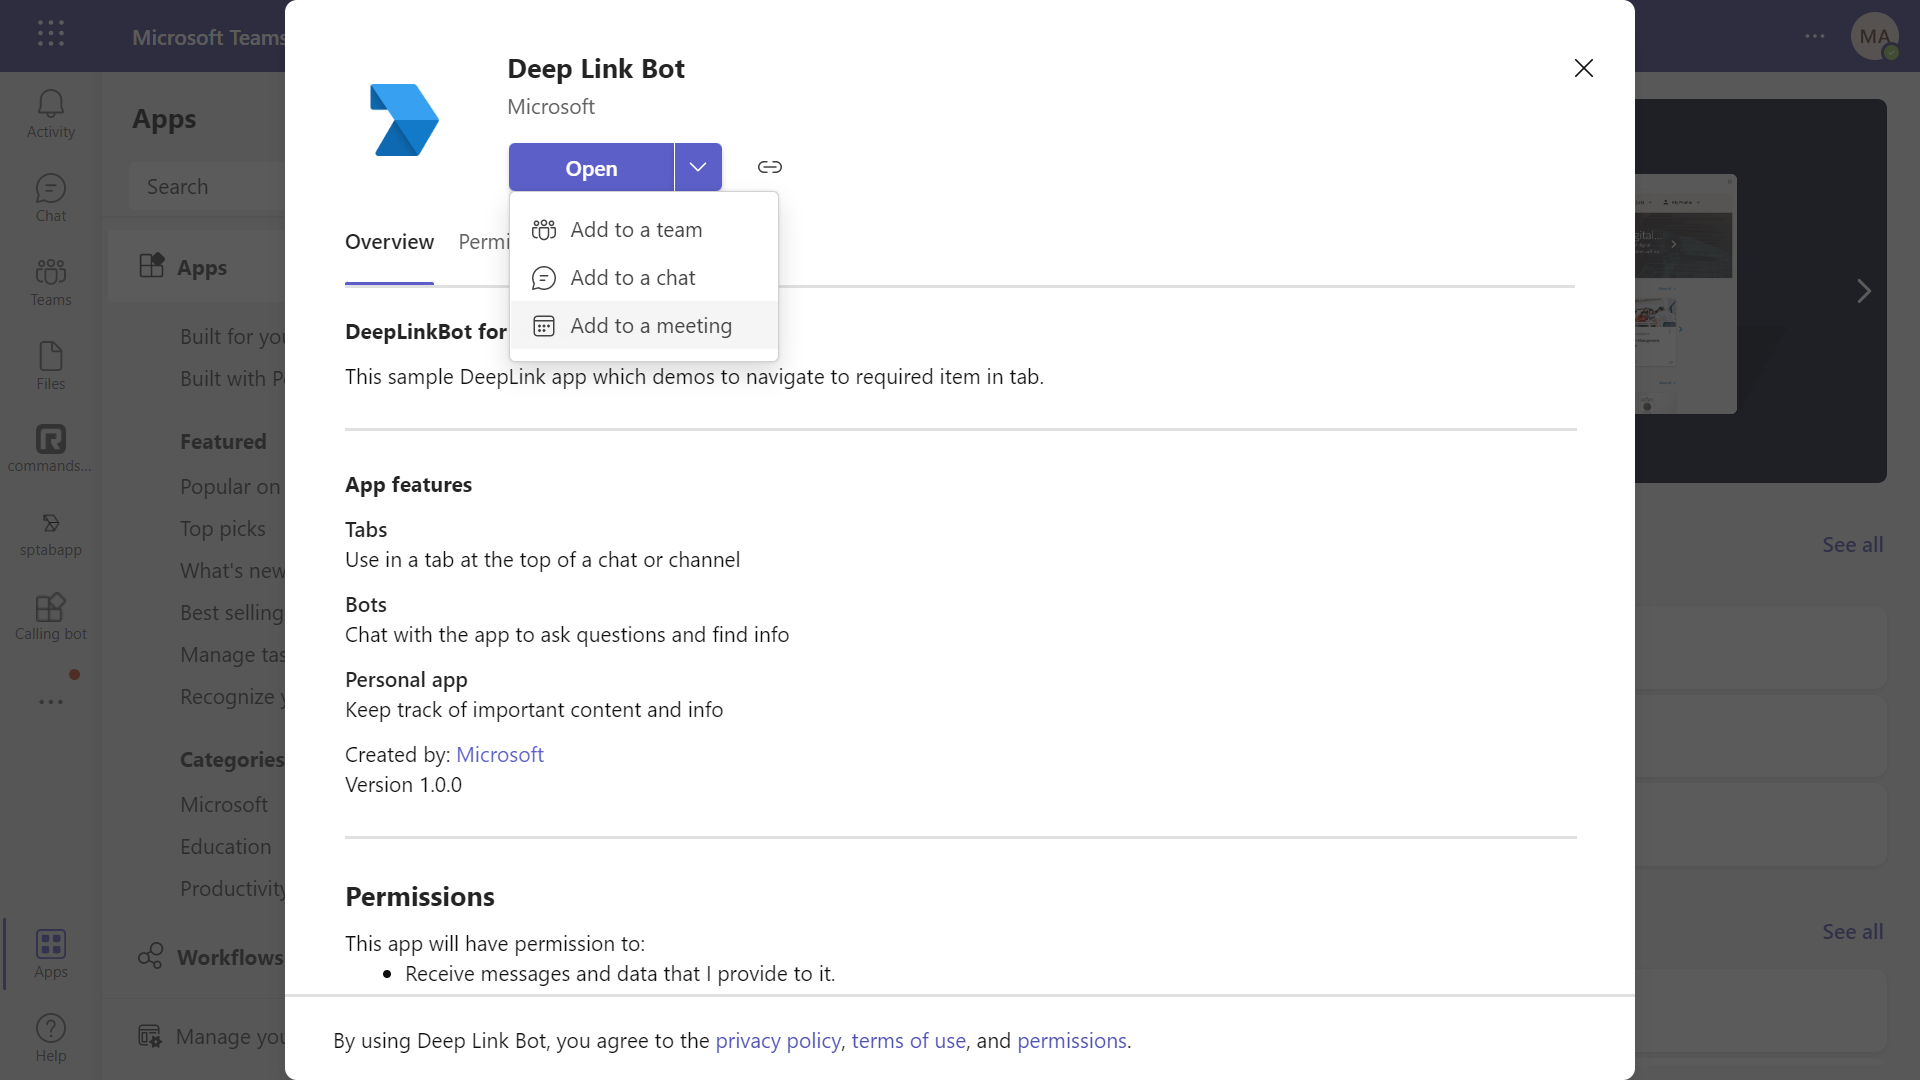 Microsoft Teams
MA
Activity
Chat
Teams
Files
commands...
sptabapp
Calling bot
Apps
Help
Apps
Search
Apps
Built for you
Built with P
Featured
Popular on
Top picks
What's new
Best selling
Manage tas
Recognize y
Categories
Microsoft
Education
Productivity
Workflows
Manage you
Deep Link Bot
Microsoft
Open
Add to a team
Add to a chat
Add to a meeting
Overview
Permi
DeepLinkBot for
This sample DeepLink app which demos to navigate to required item in tab.
App features
Tabs
Use in a tab at the top of a chat or channel
Bots
Chat with the app to ask questions and find info
Personal app
Keep track of important content and info
Created by: Microsoft
Version 1.0.0
Permissions
This app will have permission to:
• Receive messages and data that I provide to it.
By using Deep Link Bot, you agree to the privacy policy, terms of use, and permissions.
See all
See all